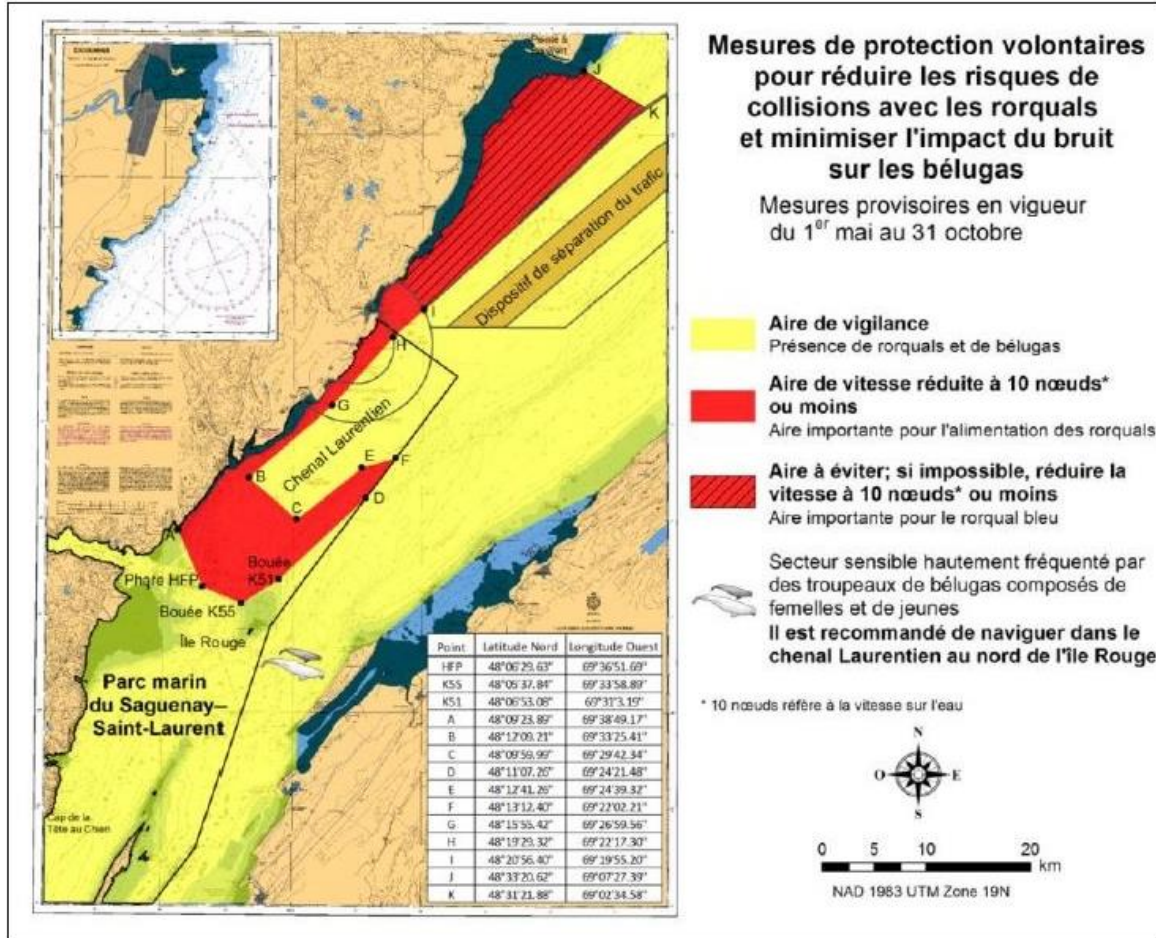 Mesures de protection volontaires
pour réduire les risques de
collisions avec les rorquals
et minimiser l'impact du bruit
sur les bélugas
Mesures provisoires en vigueur
du 1er mai au 31 octobre
Aire de vigilance
Présence de rorquals et de bélugas
Aire de vitesse réduite à 10 nœuds*
ou moins
Aire importante pour l'alimentation des rorquals
Aire à éviter; si impossible, réduire la
vitesse à 10 nœuds* ou moins
Aire importante pour le rorqual bleu
Secteur sensible hautement fréquenté par
des troupeaux de bélugas composés de
femelles et de jeunes
Il est recommandé de naviguer dans le
chenal Laurentien au nord de l'île Rouge
* 10 nœuds réfère à la vitesse sur l'eau
N
O E
S
0 5 10 20
km
NAD 1983 UTM Zone 19N
J
K
Dispositif de séparation du trafic
I
H
G
Chenal Laurentien
E
F
B
D
C
A
Bouée
K51
Phare HFP
Bouée K55
Île Rouge
Parc marin
du Saguenay–
Saint-Laurent
Cap de la
Tête au Chien
Point Latitude Nord Longitude Ouest
HFP 48°06'29.63" 69°36'51.69"
K55 48°05'37.84" 69°33'58.89"
K51 48°06'53.08" 69°31'3.19"
A 48°09'23.89" 69°38'49.17"
B 48°12'09.21" 69°33'25.41"
C 48°09'59.99" 69°29'42.34"
D 48°11'07.26" 69°24'21.48"
E 48°12'41.26" 69°24'39.32"
F 48°13'12.40" 69°22'02.21"
G 48°15'55.42" 69°26'59.56"
H 48°19'29.32" 69°22'17.30"
I 48°20'56.40" 69°19'55.20"
J 48°33'20.62" 69°07'27.39"
K 48°31'21.88" 69°02'34.58"